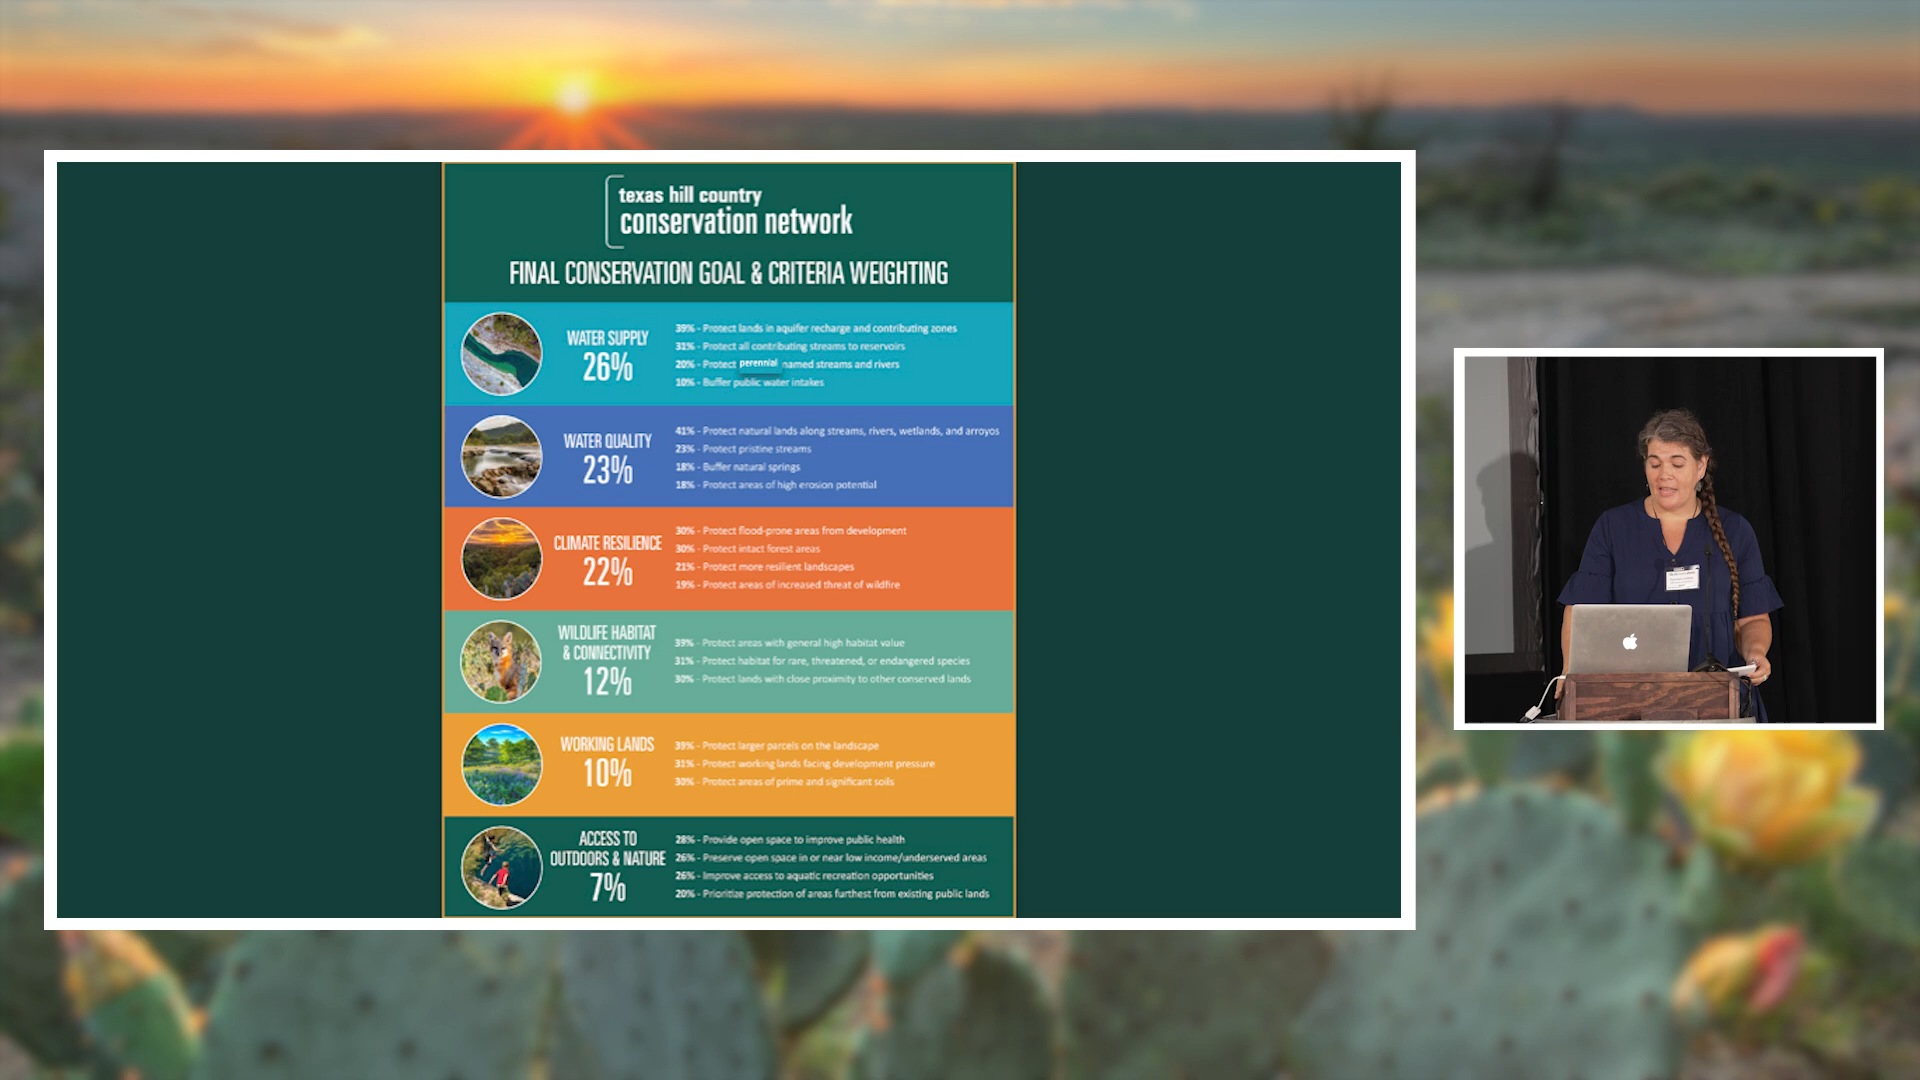 texas hill country
conservation network
FINAL CONSERVATION GOAL & CRITERIA WEIGHTING
WATER SUPPLY
26%
39% - Protect lands in aquifer recharge and contributing zones
31% - Protect all contributing streams to reservoirs
20% - Protect perennial named streams and rivers
10% - Buffer public water intakes
WATER QUALITY
23%
41% - Protect natural lands along streams, rivers, wetlands, and arroyos
23% - Protect pristine streams
18% - Buffer natural springs
18% - Protect areas of high erosion potential
CLIMATE RESILIENCE
22%
30% - Protect flood-prone areas from development
30% - Protect intact forest areas
21% - Protect more resilient landscapes
19% - Protect areas of increased threat of wildfire
WILDLIFE HABITAT
& CONNECTIVITY
12%
39% - Protect areas with general high habitat value
31% - Protect habitat for rare, threatened, or endangered species
30% - Protect lands with close proximity to other conserved lands
WORKING LANDS
10%
39% - Protect larger parcels on the landscape
31% - Protect working lands facing development pressure
30% - Protect areas of prime and significant soils
ACCESS TO
OUTDOORS & NATURE
7%
28% - Provide open space to improve public health
26% - Preserve open space in or near low income/underserved areas
26% - Improve access to aquatic recreation opportunities
20% - Prioritize protection of areas furthest from existing public lands